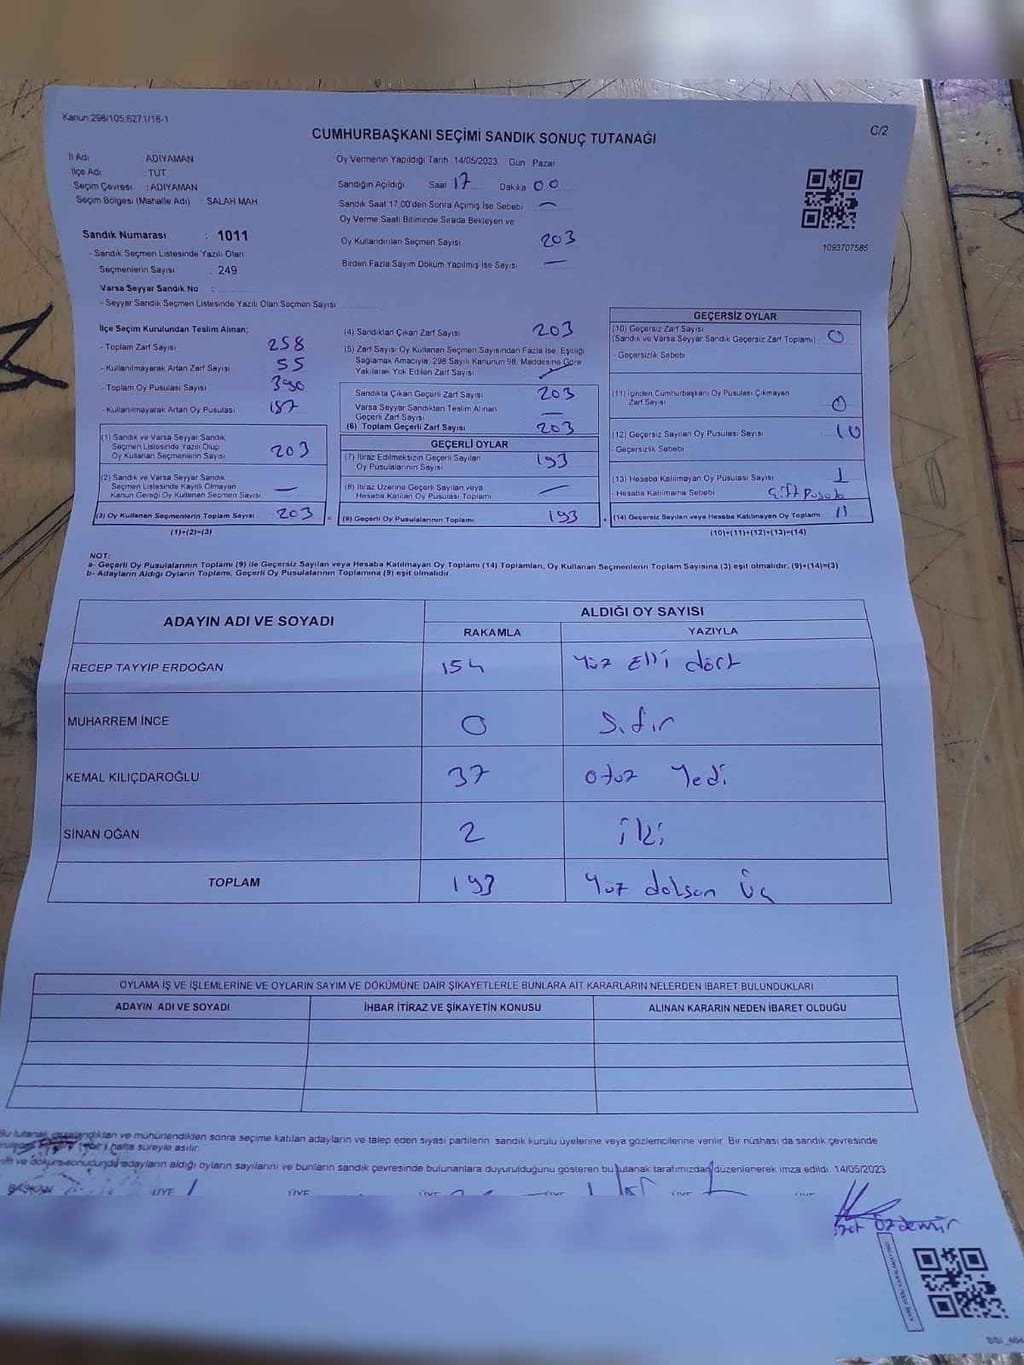 Kanun:298/105;6271/16-1
CUMHURBAŞKANI SEÇİMİ SANDIK SONUÇ TUTANAĞI
C/2
İl Adı : ADIYAMAN
İlçe Adı : TUT
Seçim Çevresi : ADIYAMAN
Seçim Bölgesi (Mahalle Adı) : SALAH MAH
Sandık Numarası : 1011
- Sandık Seçmen Listesinde Yazılı Olan
Seçmenlerin Sayısı : 249
Varsa Seyyar Sandık No :
- Seyyar Sandık Seçmen Listesinde Yazılı Olan Seçmen Sayısı
Oy Vermenin Yapıldığı Tarih 14/05/2023 Gün Pazar
Sandığın Açıldığı Saat 17 Dakika 00
Sandık Saat 17.00'den Sonra Açılmış İse Sebebi —
Oy Verme Saati Bitiminde Sırada Bekleyen ve
Oy Kullandırılan Seçmen Sayısı 203
Birden Fazla Sayım Döküm Yapılmış İse Sayısı —
1093707585
İlçe Seçim Kurulundan Teslim Alınan;
- Toplam Zarf Sayısı 258
- Kullanılmayarak Artan Zarf Sayısı 55
- Toplam Oy Pusulası Sayısı 390
- Kullanılmayarak Artan Oy Pusulası 187
(1) Sandık ve Varsa Seyyar Sandık
Seçmen Listesinde Yazılı Olup
Oy Kullanan Seçmenlerin Sayısı 203
(2) Sandık ve Varsa Seyyar Sandık
Seçmen Listesinde Kayıtlı Olmayan
Kanun Gereği Oy Kullanan Seçmen Sayısı —
(3) Oy Kullanan Seçmenlerin Toplam Sayısı 203
(1)+(2)=(3)
(4) Sandıktan Çıkan Zarf Sayısı 203
(5) Zarf Sayısı Oy Kullanan Seçmen Sayısından Fazla İse, Eşitliği
Sağlamak Amacıyla; 298 Sayılı Kanunun 98. Maddesine Göre
Yakılarak Yok Edilen Zarf Sayısı
Sandıkta Çıkan Geçerli Zarf Sayısı 203
Varsa Seyyar Sandıktan Teslim Alınan
Geçerli Zarf Sayısı —
(6) Toplam Geçerli Zarf Sayısı 203
GEÇERLİ OYLAR
(7) İtiraz Edilmeksizin Geçerli Sayılan
Oy Pusulalarının Sayısı 193
(8) İtiraz Üzerine Geçerli Sayılan veya
Hesaba Katılan Oy Pusulası Toplamı —
= (9) Geçerli Oy Pusulalarının Toplamı 193
GEÇERSİZ OYLAR
(10) Geçersiz Zarf Sayısı
(Sandık ve Varsa Seyyar Sandık Geçersiz Zarf Toplamı) 0
- Geçersizlik Sebebi
(11) İçinden Cumhurbaşkanı Oy Pusulası Çıkmayan
Zarf Sayısı 0
(12) Geçersiz Sayılan Oy Pusulası Sayısı 10
- Geçersizlik Sebebi
(13) Hesaba Katılmayan Oy Pusulası Sayısı 1
Hesaba Katılmama Sebebi Çift Pusula
+ (14) Geçersiz Sayılan veya Hesaba Katılmayan Oy Toplamı 11
(10)+(11)+(12)+(13)=(14)
NOT:
a- Geçerli Oy Pusulalarının Toplamı (9) ile Geçersiz Sayılan veya Hesaba Katılmayan Oy Toplamı (14) Toplamları, Oy Kullanan Seçmenlerin Toplam Sayısına (3) eşit olmalıdır. (9)+(14)=(3)
b- Adayların Aldığı Oyların Toplamı, Geçerli Oy Pusulalarının Toplamına (9) eşit olmalıdır.
ADAYIN ADI VE SOYADI
ALDIĞI OY SAYISI
RAKAMLA YAZIYLA
RECEP TAYYİP ERDOĞAN 154 Yüz Elli dört
MUHARREM İNCE 0 Sıfır
KEMAL KILIÇDAROĞLU 37 Otuz Yedi
SİNAN OĞAN 2 iki
TOPLAM 193 Yüz doksan Üç
OYLAMA İŞ VE İŞLEMLERİNE VE OYLARIN SAYIM VE DÖKÜMÜNE DAİR ŞİKAYETLERLE BUNLARA AİT KARARLARIN NELERDEN İBARET BULUNDUKLARI
ADAYIN ADI VE SOYADI İHBAR İTİRAZ VE ŞİKAYETİN KONUSU ALINAN KARARIN NEDEN İBARET OLDUĞU
Bu tutanak ve mühürlendikten sonra seçime katılan adayların ve talep eden siyasi partilerin sandık kurulu üyelerine veya gözlemcilerine verilir. Bir nüshası da sandık çevresinde
hafta süreyle asılır.
adayların aldığı oyların sayılarını ve bunların sandık çevresinde bulunanlara duyurulduğunu gösteren bu tutanak tarafımızdan düzenlenerek imza edildi. 14/05/2023
BAŞKAN ÜYE ÜYE ÜYE ÜYE ÜYE
Özdemir